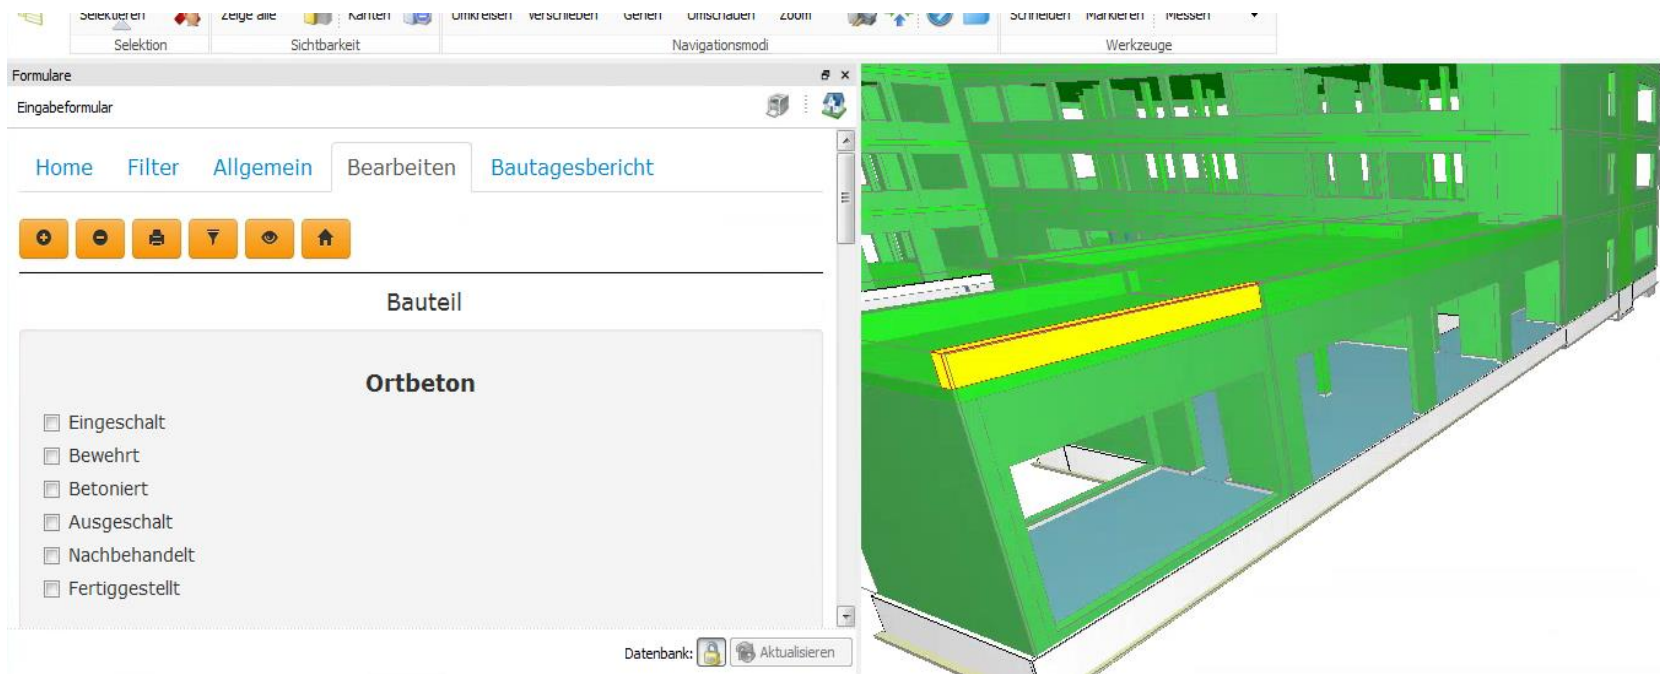 Selektieren Zeige alle Kanten Umkreisen Verschieben Gehen Umschauen Zoom Schneiden Markieren Messen
Selektion Sichtbarkeit Navigationsmodi Werkzeuge
Formulare
Eingabeformular
Home Filter Allgemein Bearbeiten Bautagesbericht
Bauteil
Ortbeton
Eingeschalt
Bewehrt
Betoniert
Ausgeschalt
Nachbehandelt
Fertiggestellt
Datenbank: Aktualisieren